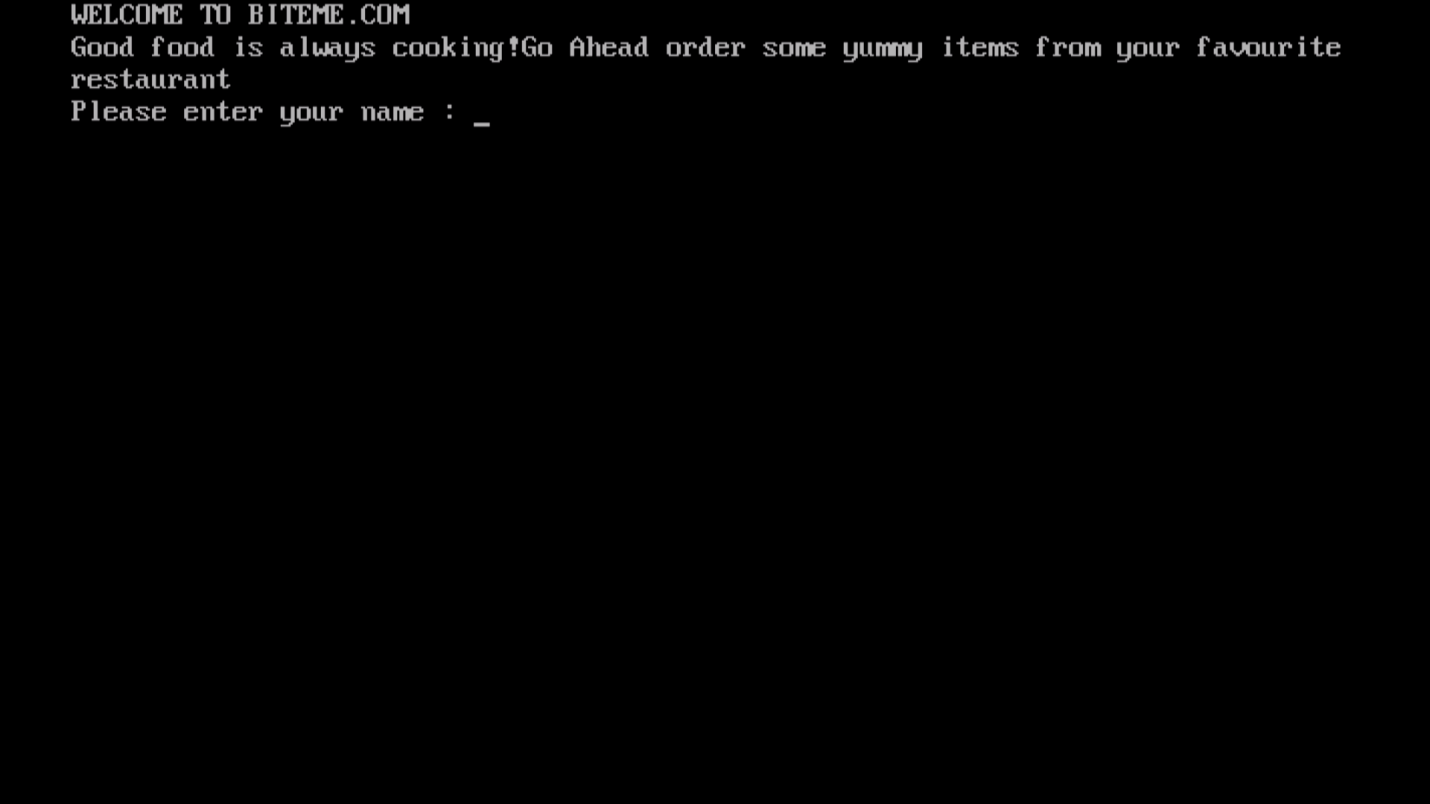 WELCOME TO BITEME.COM
Good food is always cooking!Go Ahead order some yummy items from your favourite
restaurant
Please enter your name : _